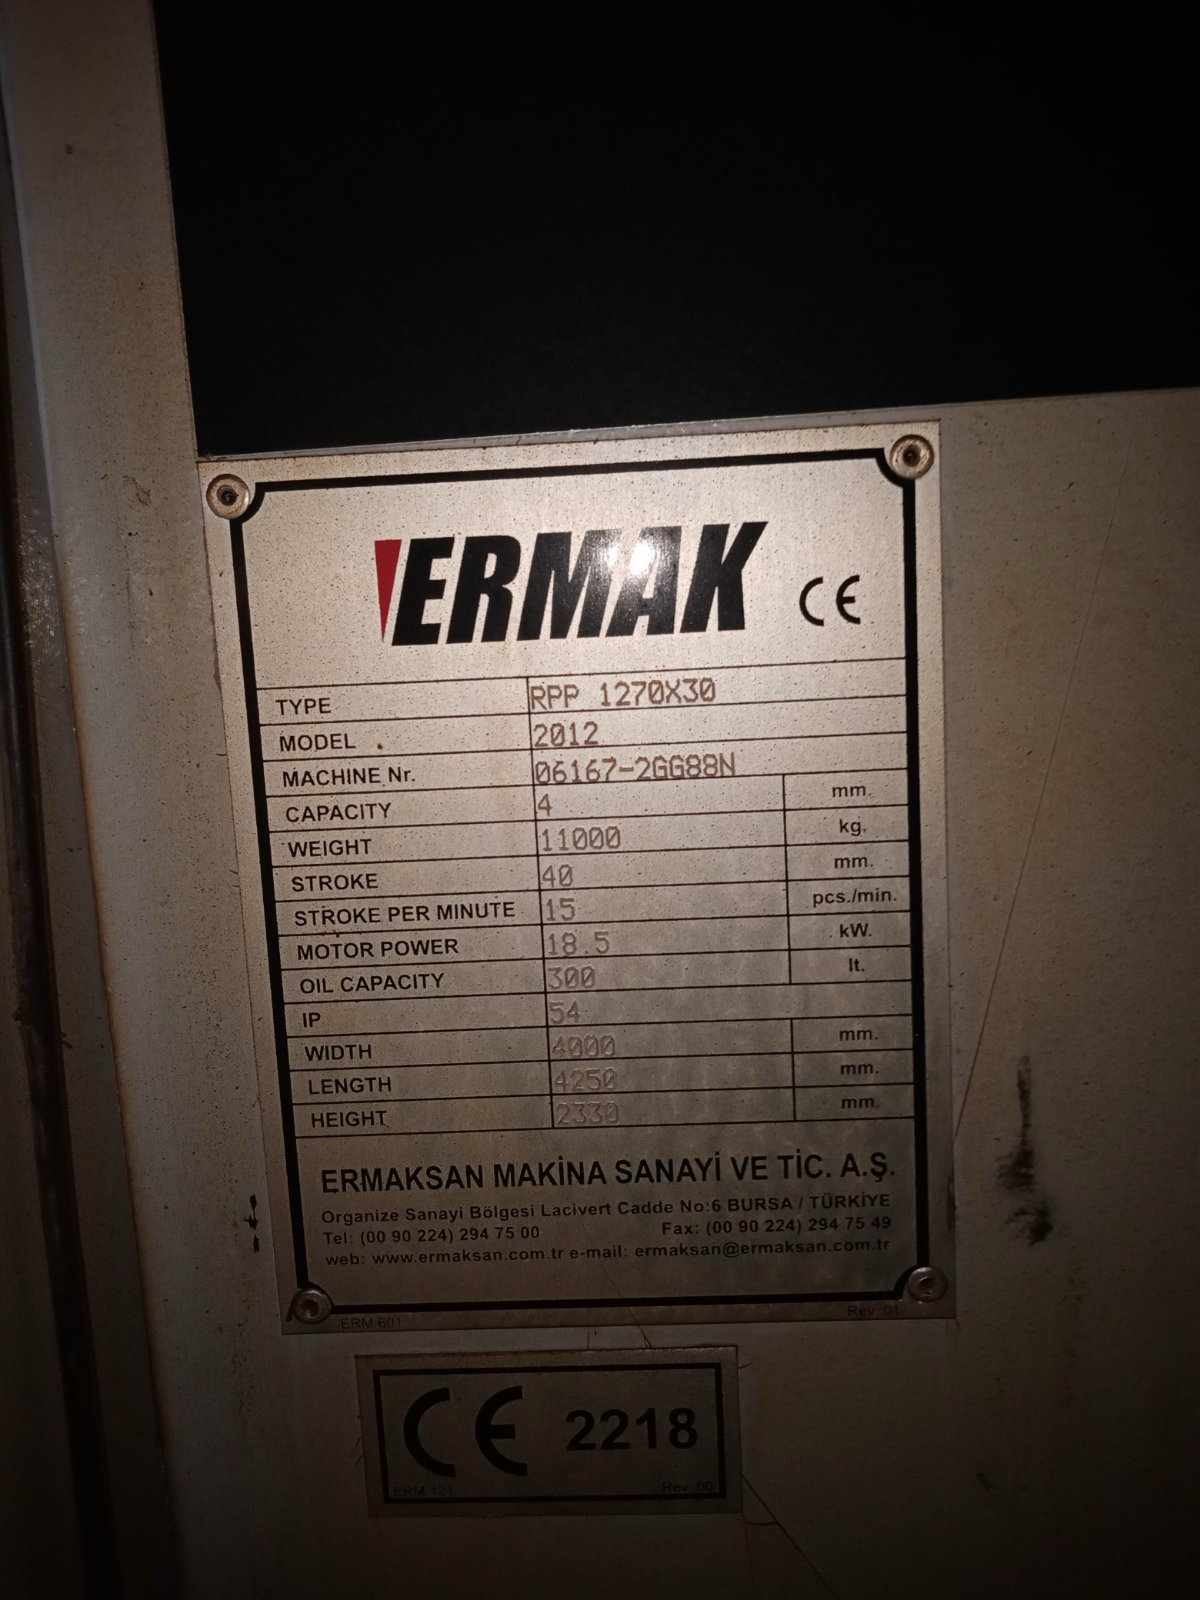 ERMAK CE
TYPE RPP 1270X30
MODEL 2012
MACHINE Nr. 06167-2GG88N
CAPACITY 4 mm.
WEIGHT 11000 kg.
STROKE 40 mm.
STROKE PER MINUTE 15 pcs./min.
MOTOR POWER 18.5 kW.
OIL CAPACITY 300 lt.
IP 54
WIDTH 4000 mm.
LENGTH 4250 mm.
HEIGHT 2330 mm.
ERMAKSAN MAKİNA SANAYİ VE TİC. A.Ş.
Organize Sanayi Bölgesi Lacivert Cadde No:6 BURSA / TÜRKİYE
Tel: (00 90 224) 294 75 00 Fax: (00 90 224) 294 75 49
web: www.ermaksan.com.tr e-mail: ermaksan@ermaksan.com.tr
ERM 601 Rev. 01
CE 2218
ERM 121 Rev. 00